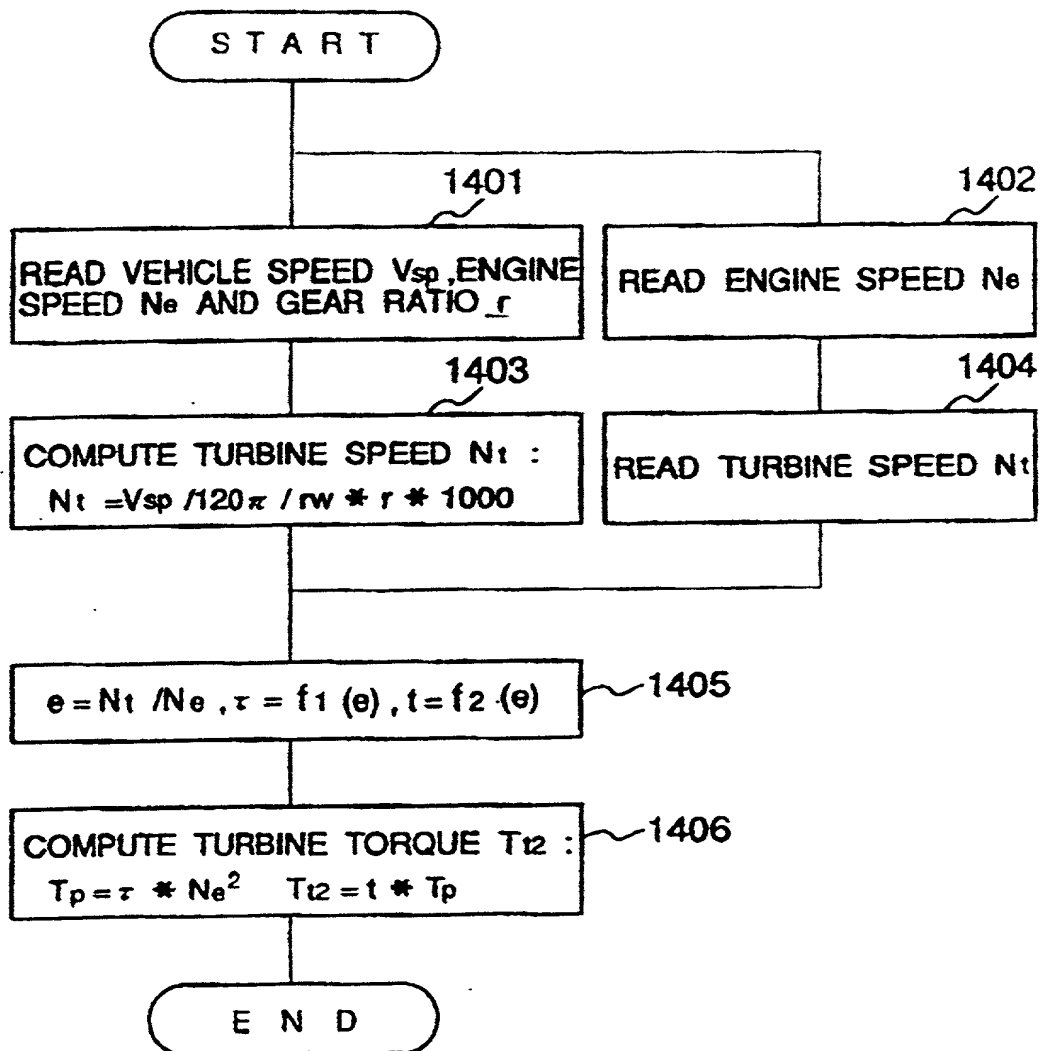 START
1401
READ VEHICLE SPEED Vsp, ENGINE
SPEED Ne AND GEAR RATIO r
1402
READ ENGINE SPEED Ne
1403
COMPUTE TURBINE SPEED Nt :
Nt =Vsp /120π / rw * r * 1000
1404
READ TURBINE SPEED Nt
e = Nt /Ne , τ = f1 (e) , t = f2 (e)
1405
COMPUTE TURBINE TORQUE Tt2 :
Tp = τ * Ne² Tt2 = t * Tp
1406
END